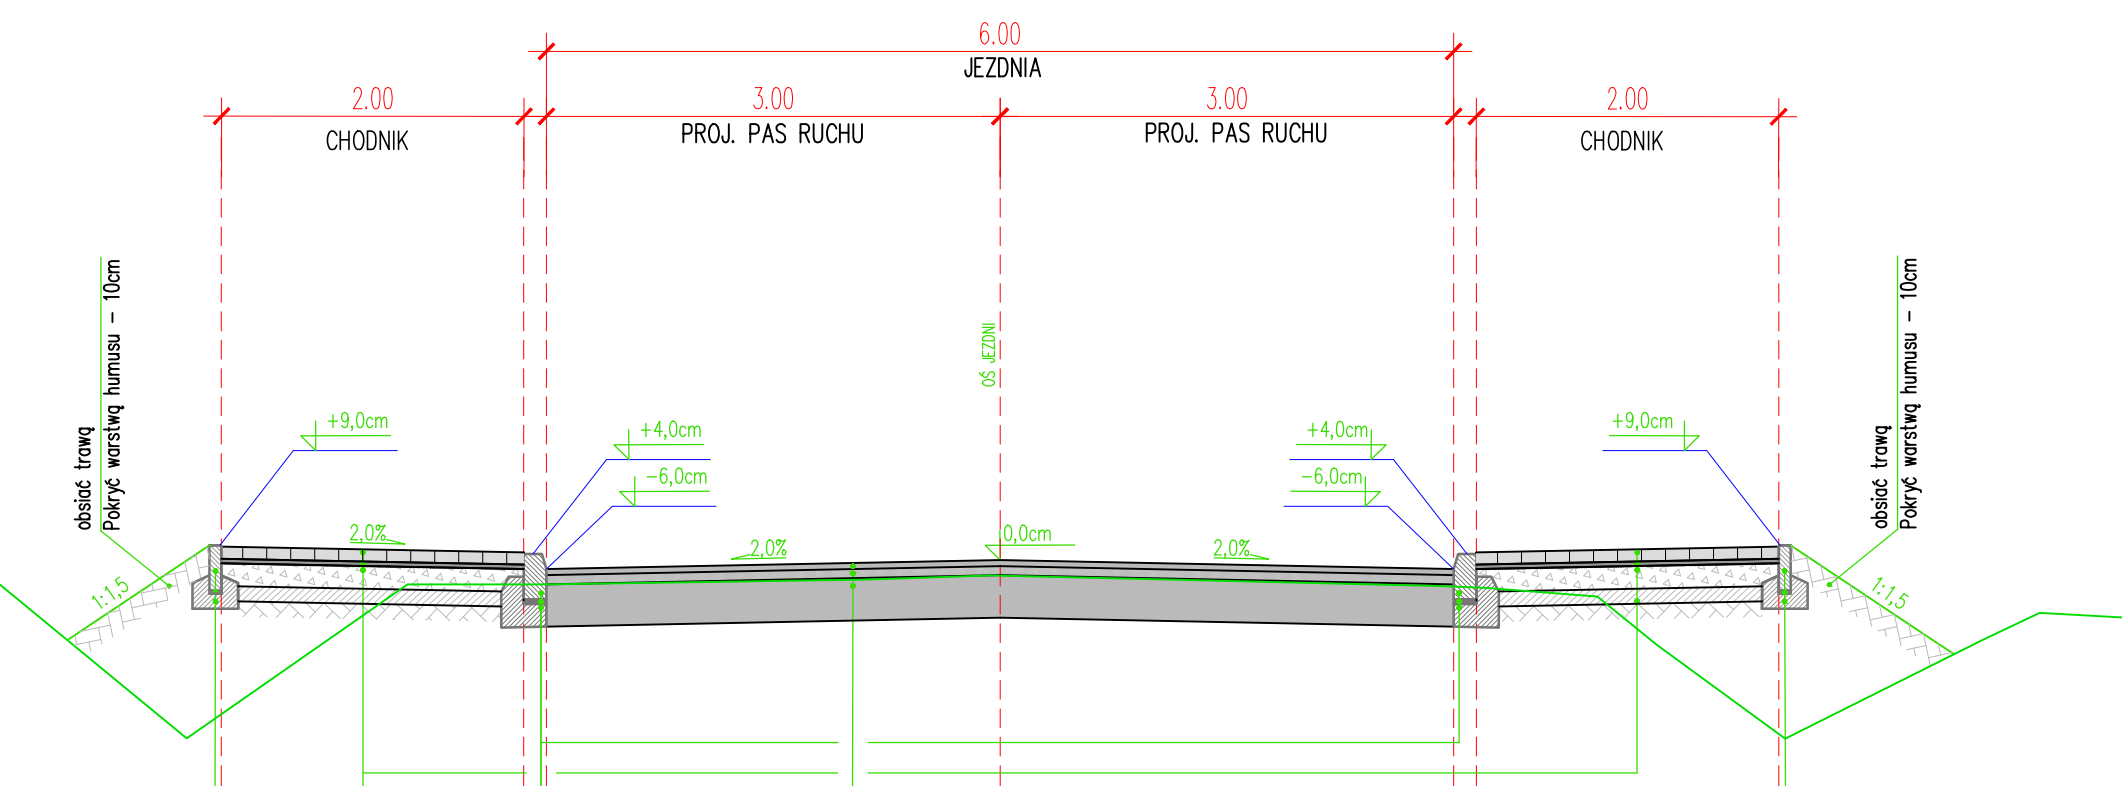 6.00
JEZDNIA
2.00
3.00
3.00
2.00
CHODNIK
PROJ. PAS RUCHU
PROJ. PAS RUCHU
CHODNIK
obsiać trawą
Pokryć warstwą humusu - 10cm
OŚ JEZDNI
obsiać trawą
Pokryć warstwą humusu - 10cm
+9,0cm
+4,0cm
+4,0cm
+9,0cm
-6,0cm
-6,0cm
2,0%
2,0%
0,0cm
2,0%
1:1,5
1:1,5